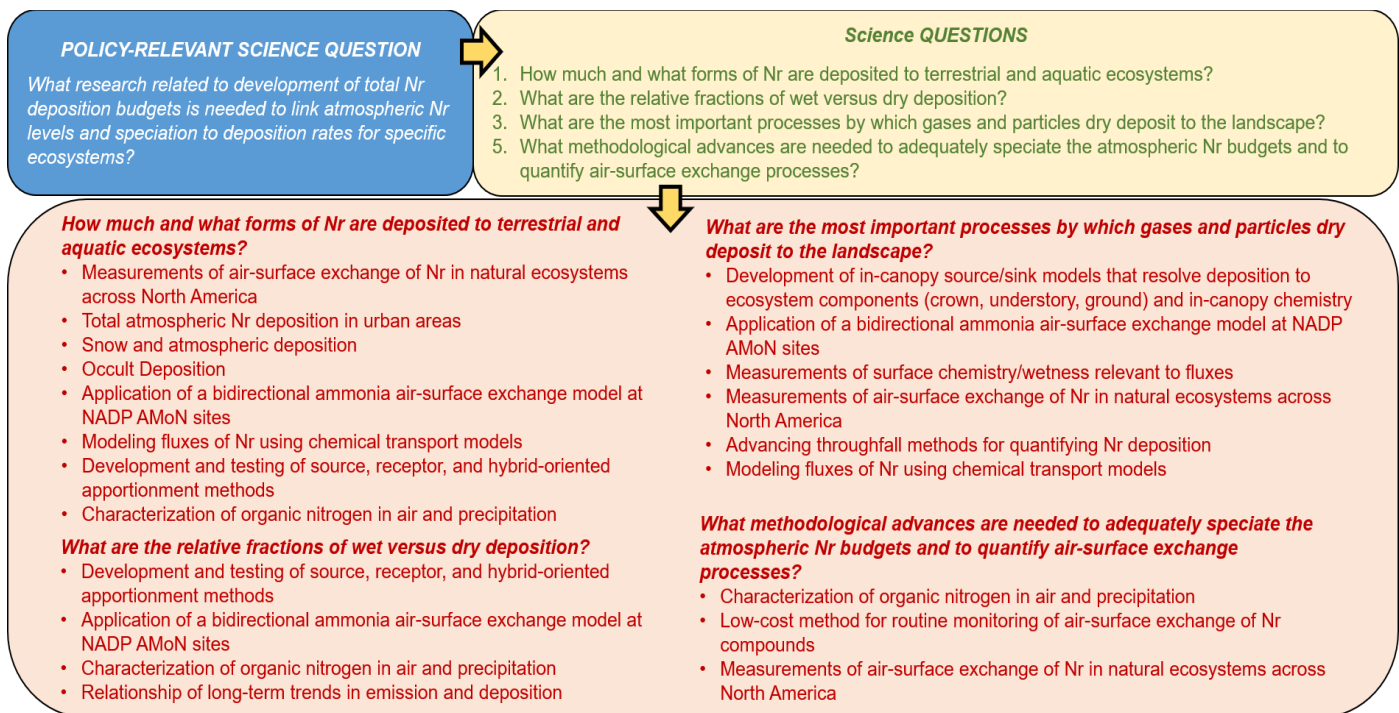 POLICY-RELEVANT SCIENCE QUESTION
What research related to development of total Nr
deposition budgets is needed to link atmospheric Nr
levels and speciation to deposition rates for specific
ecosystems?
Science QUESTIONS
1. How much and what forms of Nr are deposited to terrestrial and aquatic ecosystems?
2. What are the relative fractions of wet versus dry deposition?
3. What are the most important processes by which gases and particles dry deposit to the landscape?
5. What methodological advances are needed to adequately speciate the atmospheric Nr budgets and to
quantify air-surface exchange processes?
How much and what forms of Nr are deposited to terrestrial and
aquatic ecosystems?
• Measurements of air-surface exchange of Nr in natural ecosystems
across North America
• Total atmospheric Nr deposition in urban areas
• Snow and atmospheric deposition
• Occult Deposition
• Application of a bidirectional ammonia air-surface exchange model at
NADP AMoN sites
• Modeling fluxes of Nr using chemical transport models
• Development and testing of source, receptor, and hybrid-oriented
apportionment methods
• Characterization of organic nitrogen in air and precipitation
What are the relative fractions of wet versus dry deposition?
• Development and testing of source, receptor, and hybrid-oriented
apportionment methods
• Application of a bidirectional ammonia air-surface exchange model at
NADP AMoN sites
• Characterization of organic nitrogen in air and precipitation
• Relationship of long-term trends in emission and deposition
What are the most important processes by which gases and particles dry
deposit to the landscape?
• Development of in-canopy source/sink models that resolve deposition to
ecosystem components (crown, understory, ground) and in-canopy chemistry
• Application of a bidirectional ammonia air-surface exchange model at NADP
AMoN sites
• Measurements of surface chemistry/wetness relevant to fluxes
• Measurements of air-surface exchange of Nr in natural ecosystems across
North America
• Advancing throughfall methods for quantifying Nr deposition
• Modeling fluxes of Nr using chemical transport models
What methodological advances are needed to adequately speciate the
atmospheric Nr budgets and to quantify air-surface exchange
processes?
• Characterization of organic nitrogen in air and precipitation
• Low-cost method for routine monitoring of air-surface exchange of Nr
compounds
• Measurements of air-surface exchange of Nr in natural ecosystems across
North America